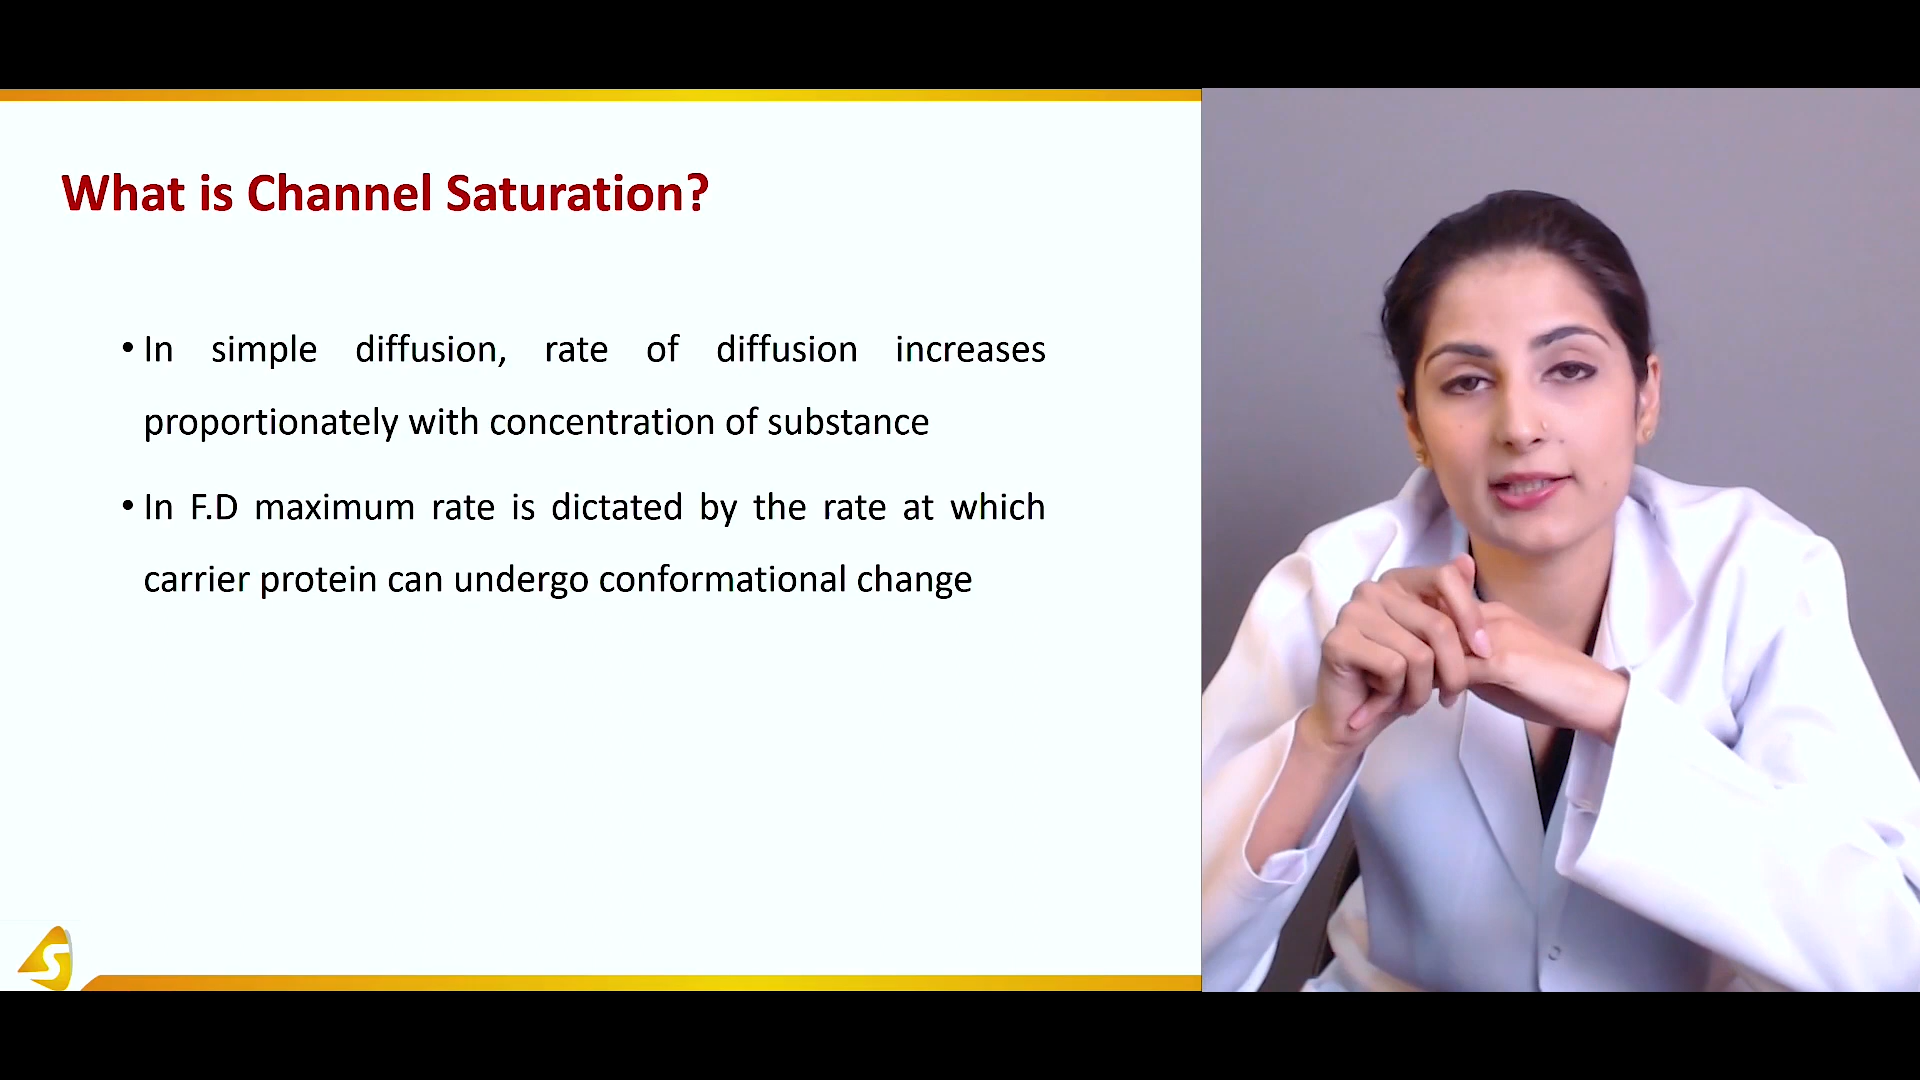 What is Channel Saturation?
• In simple diffusion, rate of diffusion increases
proportionately with concentration of substance
• In F.D maximum rate is dictated by the rate at which
carrier protein can undergo conformational change
S